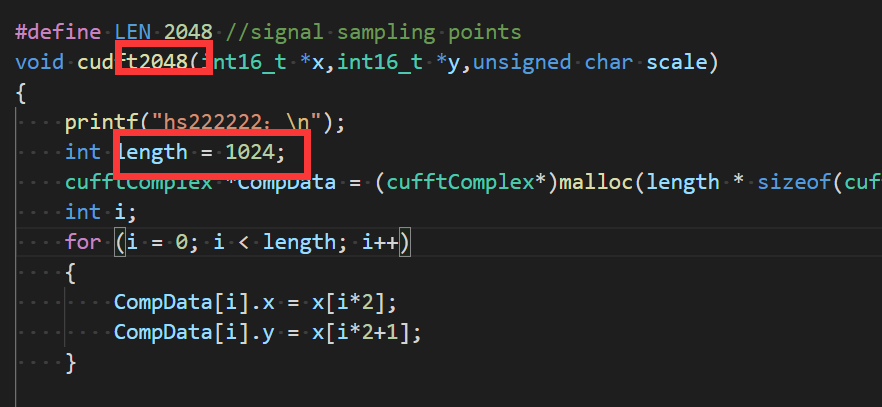 #define LEN 2048 //signal sampling points
void cudft2048(int16_t *x,int16_t *y,unsigned char scale)
{
printf("hs222222：\n");
int length = 1024;
cufftComplex *CompData = (cufftComplex*)malloc(length * sizeof(cuf
int i;
for (i = 0; i < length; i++)
{
CompData[i].x = x[i*2];
CompData[i].y = x[i*2+1];
}